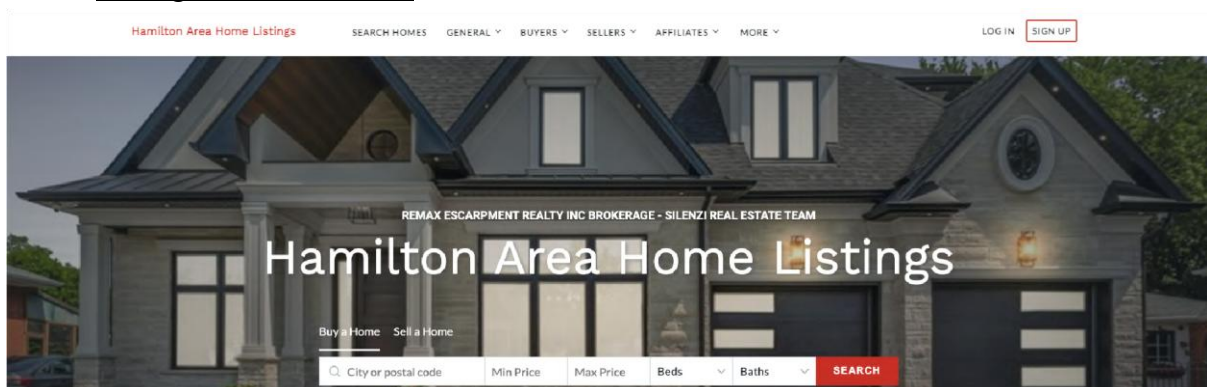 Hamilton Area Home Listings
SEARCH HOMES GENERAL BUYERS SELLERS AFFILIATES MORE
LOG IN SIGN UP
REMAX ESCARPMENT REALTY INC BROKERAGE - SILENZI REAL ESTATE TEAM
Hamilton Area Home Listings
Buy a Home Sell a Home
City or postal code Min Price Max Price Beds Baths SEARCH